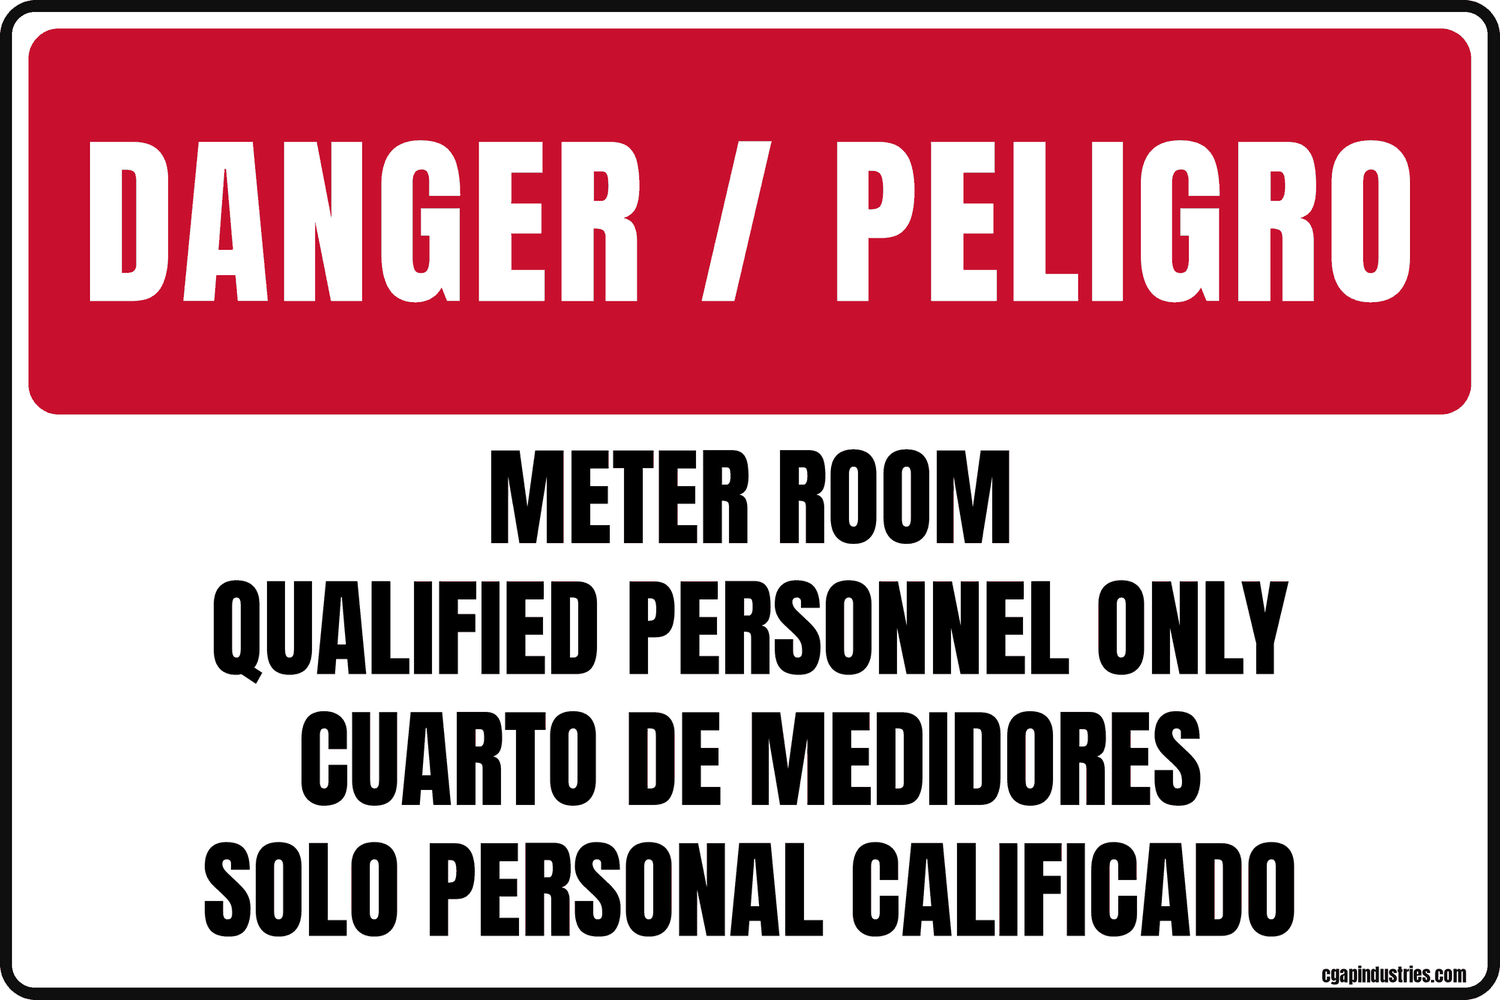 DANGER / PELIGRO
METER ROOM
QUALIFIED PERSONNEL ONLY
CUARTO DE MEDIDORES
SOLO PERSONAL CALIFICADO
cgapindustries.com